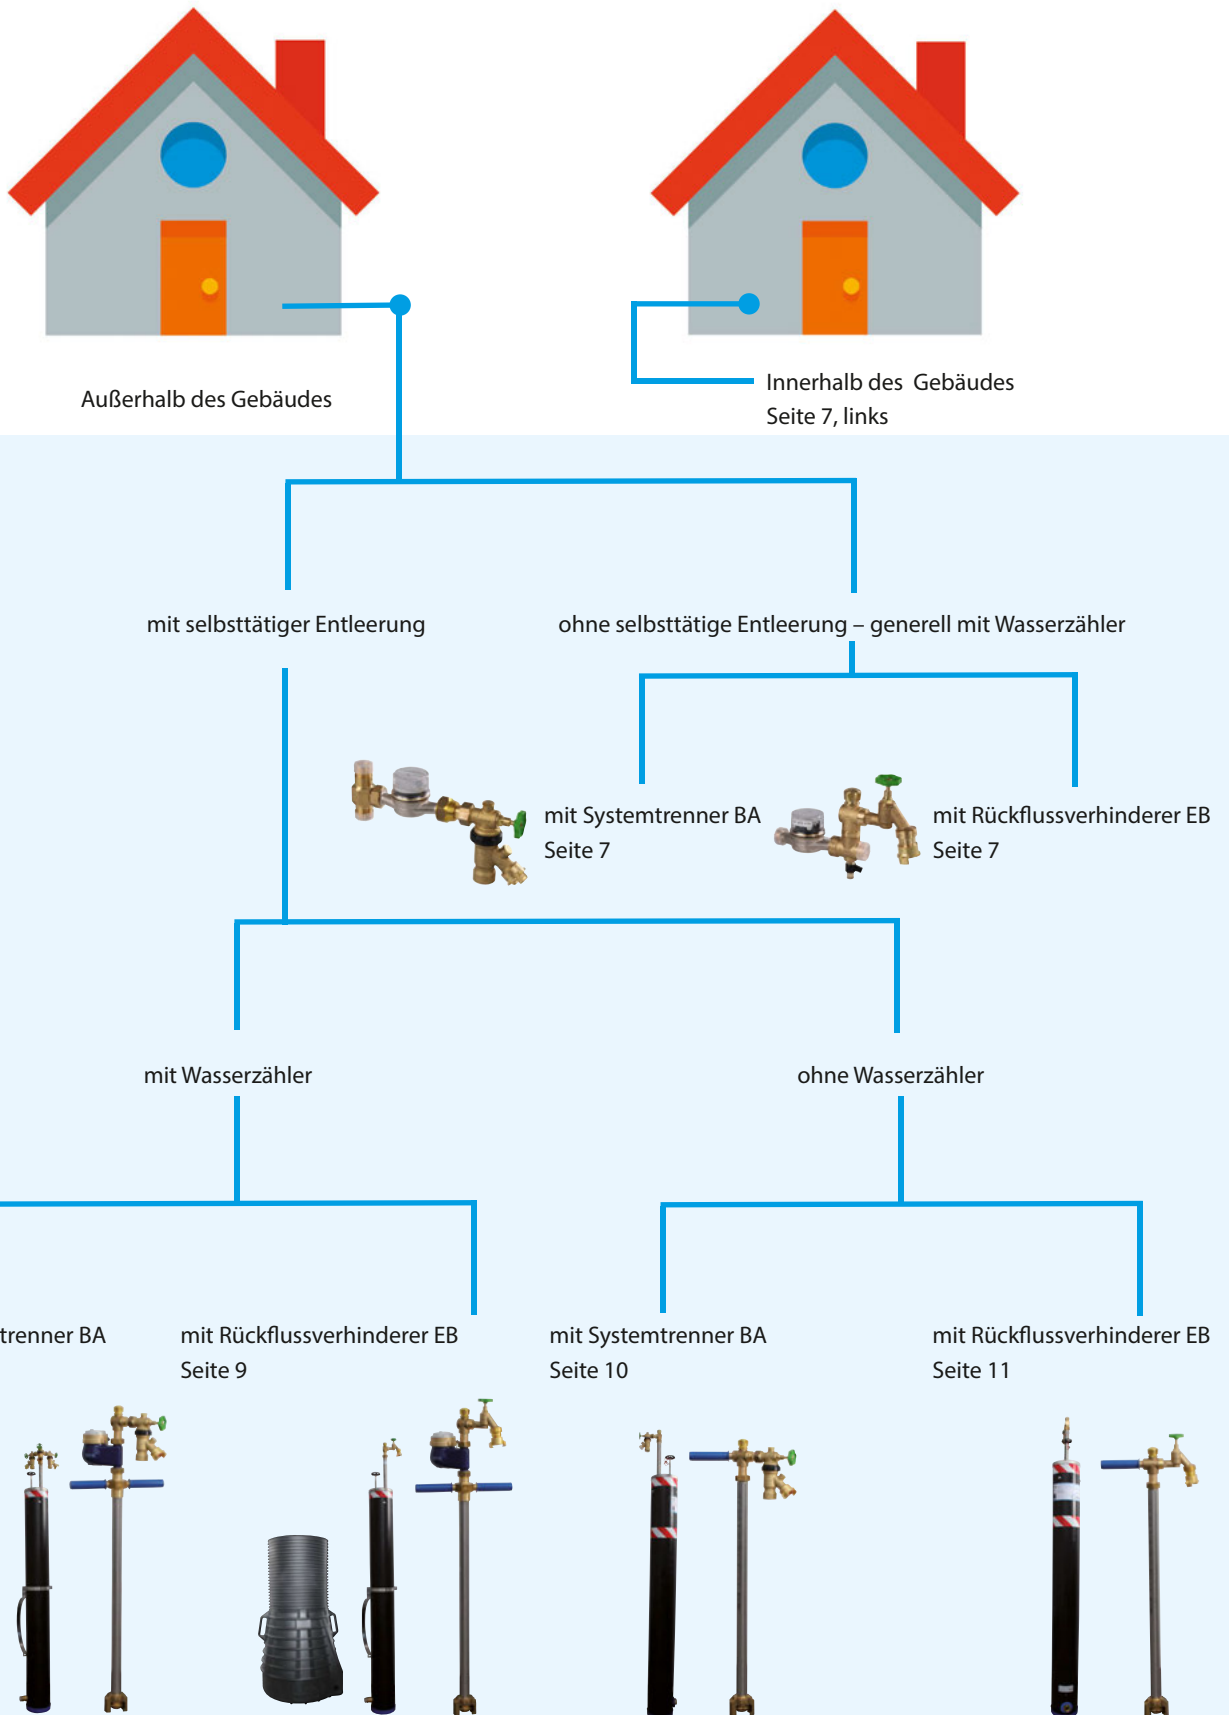 Außerhalb des Gebäudes
Innerhalb des Gebäudes
Seite 7, links
mit selbsttätiger Entleerung
ohne selbsttätige Entleerung – generell mit Wasserzähler
mit Systemtrenner BA
Seite 7
mit Rückflussverhinderer EB
Seite 7
mit Wasserzähler
ohne Wasserzähler
trenner BA
mit Rückflussverhinderer EB
Seite 9
mit Systemtrenner BA
Seite 10
mit Rückflussverhinderer EB
Seite 11